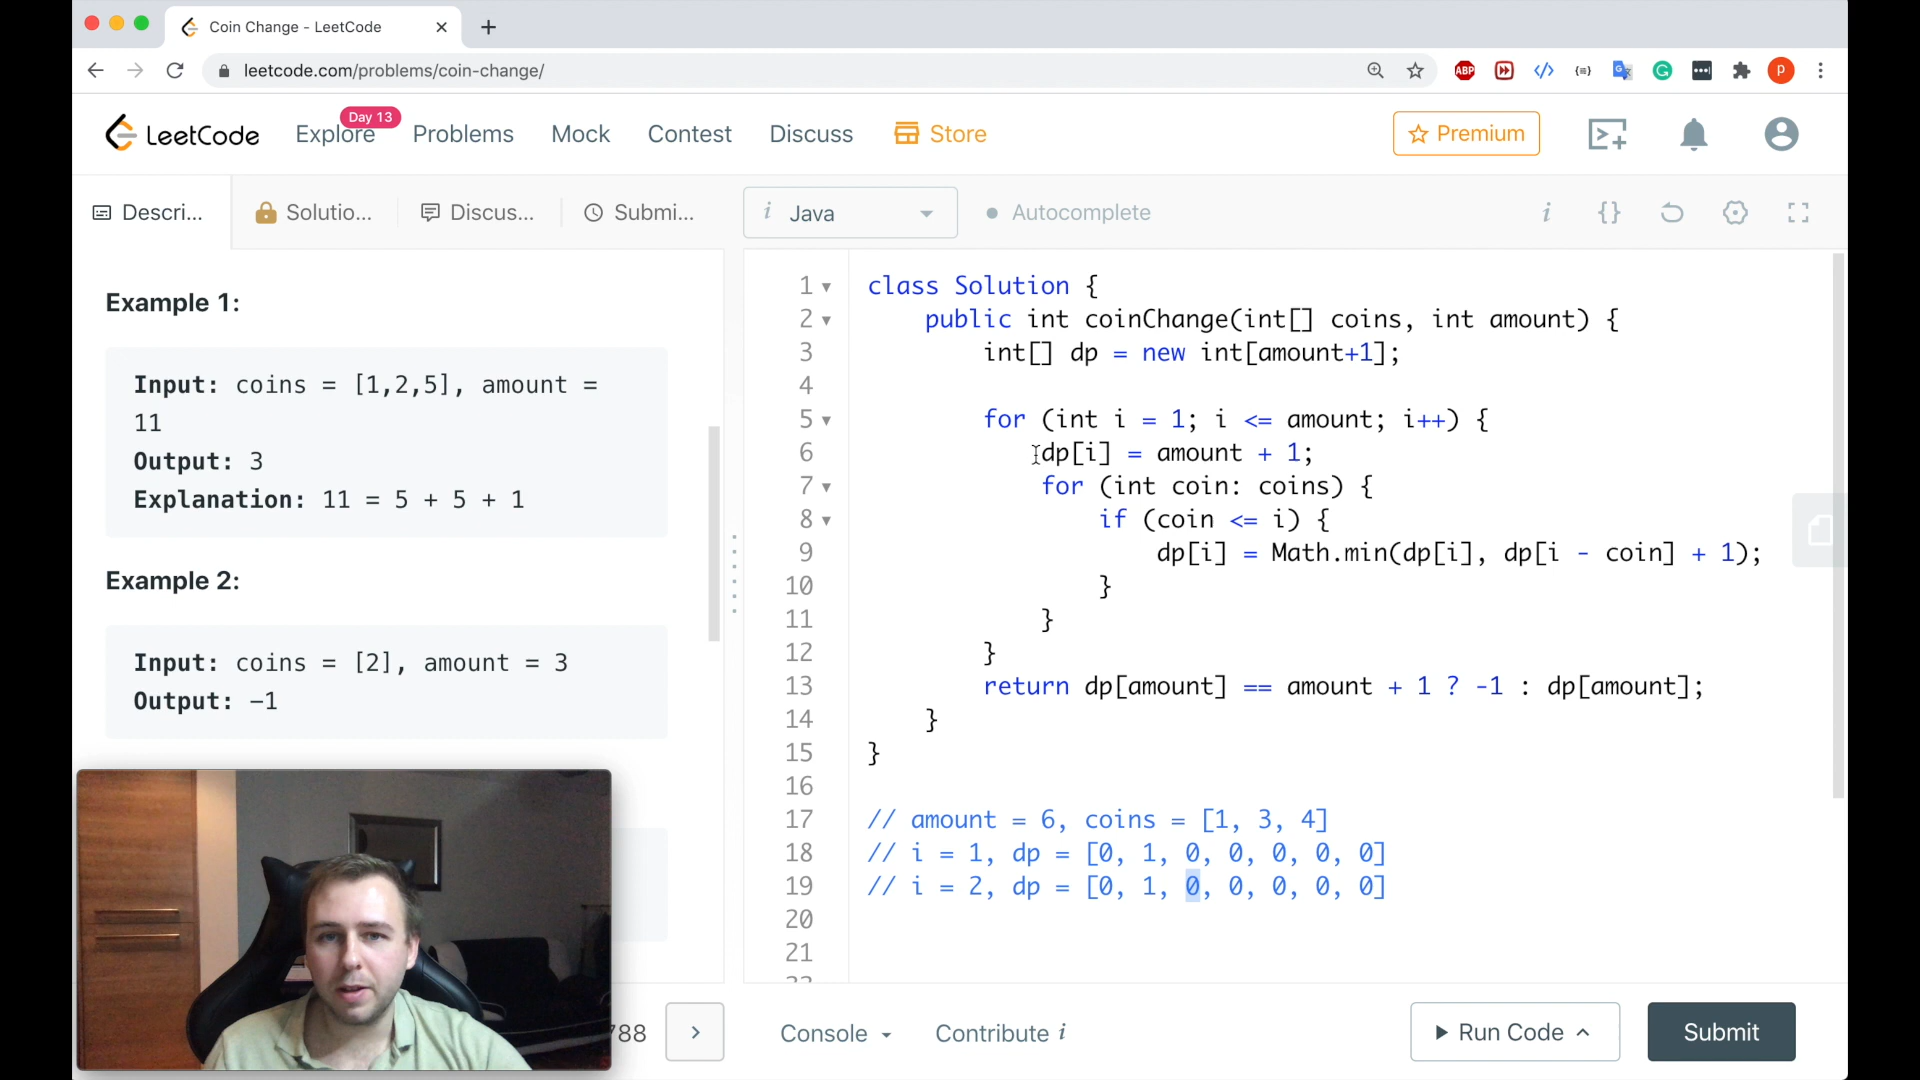 Coin Change - LeetCode
leetcode.com/problems/coin-change/
ABP
P
LeetCode
Explore
Day 13
Problems
Mock
Contest
Discuss
Store
Premium
Descri...
Solutio...
Discus...
Submi...
i Java
Autocomplete
i {}
Example 1:
Input: coins = [1,2,5], amount =
11
Output: 3
Explanation: 11 = 5 + 5 + 1
Example 2:
Input: coins = [2], amount = 3
Output: −1
788
1 class Solution {
2 public int coinChange(int[] coins, int amount) {
3 int[] dp = new int[amount+1];
4
5 for (int i = 1; i <= amount; i++) {
6 dp[i] = amount + 1;
7 for (int coin: coins) {
8 if (coin <= i) {
9 dp[i] = Math.min(dp[i], dp[i - coin] + 1);
10 }
11 }
12 }
13 return dp[amount] == amount + 1 ? -1 : dp[amount];
14 }
15 }
16
17 // amount = 6, coins = [1, 3, 4]
18 // i = 1, dp = [0, 1, 0, 0, 0, 0, 0]
19 // i = 2, dp = [0, 1, 0, 0, 0, 0, 0]
20
21
Console
Contribute i
Run Code
Submit